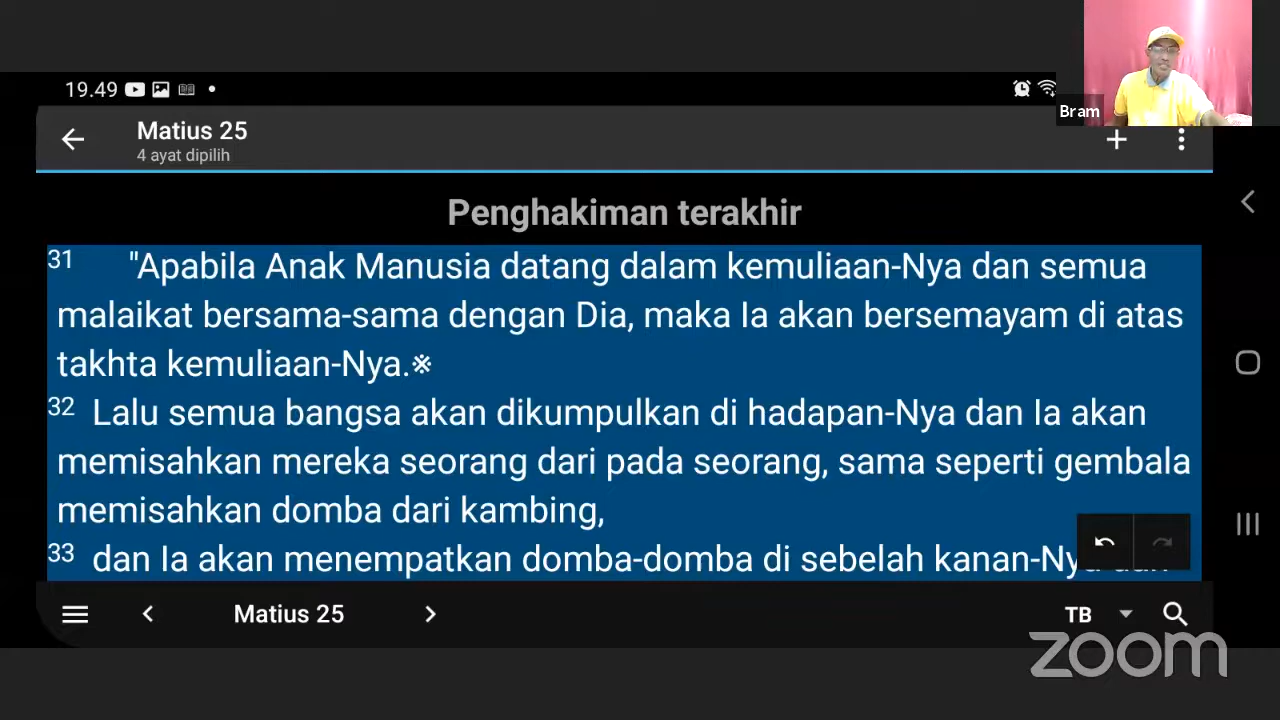 19.49
Bram
Matius 25
4 ayat dipilih
Penghakiman terakhir
31 "Apabila Anak Manusia datang dalam kemuliaan-Nya dan semua
malaikat bersama-sama dengan Dia, maka Ia akan bersemayam di atas
takhta kemuliaan-Nya.※
32 Lalu semua bangsa akan dikumpulkan di hadapan-Nya dan Ia akan
memisahkan mereka seorang dari pada seorang, sama seperti gembala
memisahkan domba dari kambing,
33 dan Ia akan menempatkan domba-domba di sebelah kanan-Nya
Matius 25
TB
zoom